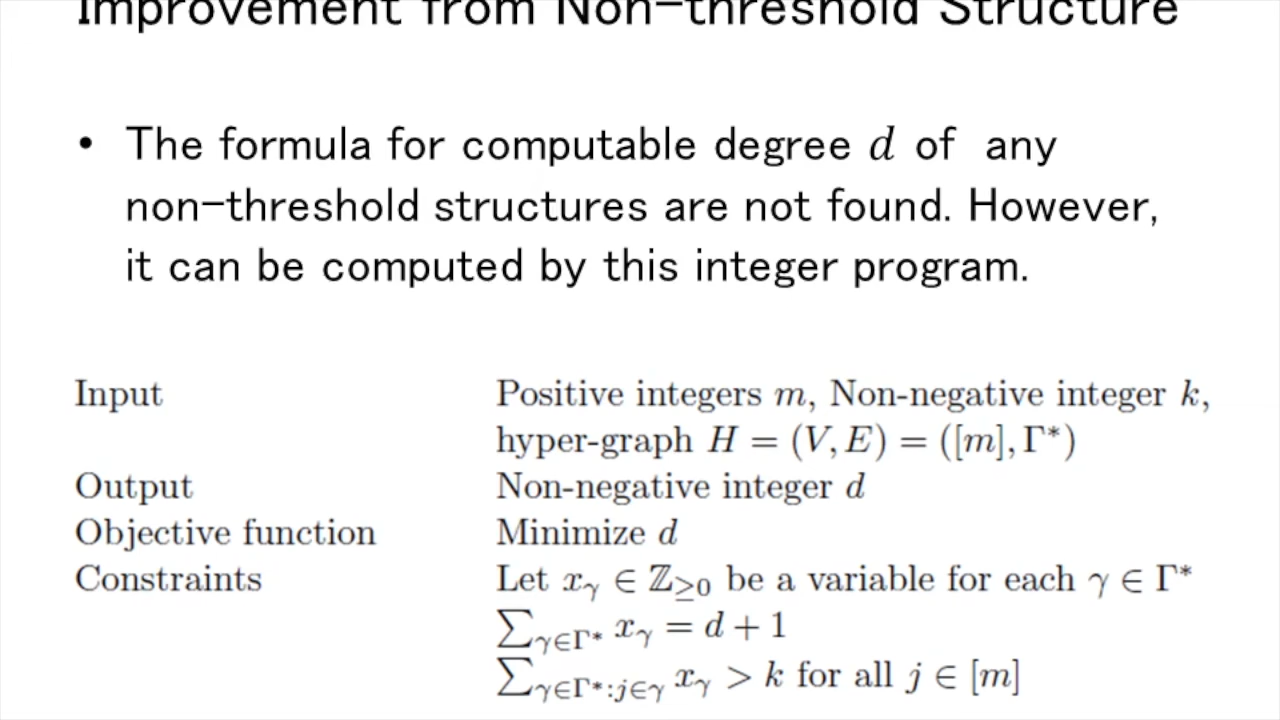 Improvement from Non-threshold Structure
• The formula for computable degree d of any
non-threshold structures are not found. However,
it can be computed by this integer program.
Input Positive integers m, Non-negative integer k,
hyper-graph H = (V, E) = ([m], Γ*)
Output Non-negative integer d
Objective function Minimize d
Constraints Let x_γ ∈ ℤ_≥0 be a variable for each γ ∈ Γ*
∑_γ∈Γ* x_γ = d + 1
∑_γ∈Γ*:j∈γ x_γ > k for all j ∈ [m]